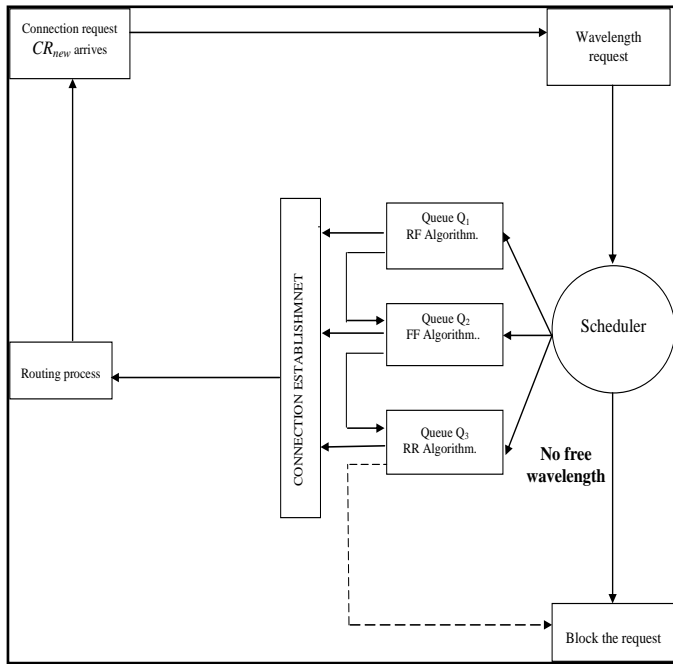 Connection request
CRnew arrives
Wavelength
request
Queue Q1
RF Algorithm.
CONNECTION ESTABLISHMNET
Queue Q2
FF Algorithm..
Scheduler
Routing process
Queue Q3
RR Algorithm.
No free
wavelength
Block the request